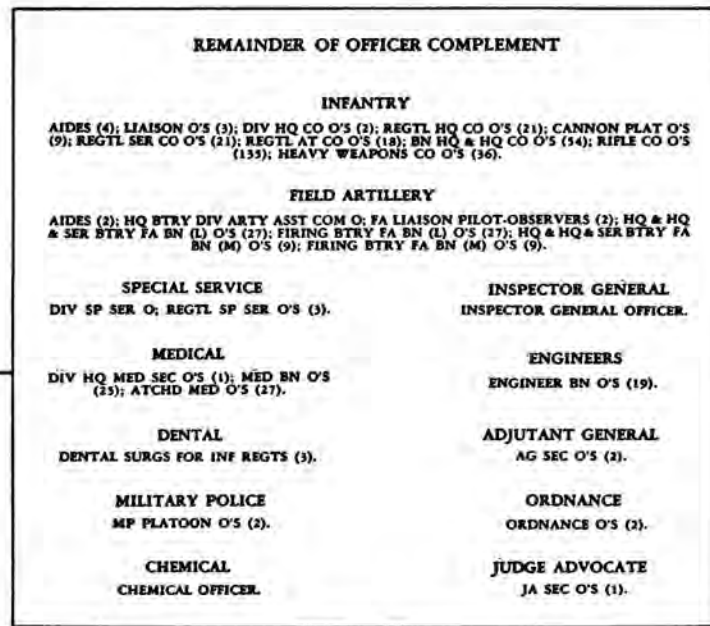 REMAINDER OF OFFICER COMPLEMENT
INFANTRY
AIDES (4); LIAISON O'S (3); DIV HQ CO O'S (2); REGTL HQ CO O'S (21); CANNON PLAT O'S
(9); REGTL SER CO O'S (21); REGTL AT CO O'S (18); BN HQ & HQ CO O'S (54); RIFLE CO O'S
(135); HEAVY WEAPONS CO O'S (36).
FIELD ARTILLERY
AIDES (2); HQ BTRY DIV ARTY ASST COM O; FA LIAISON PILOT-OBSERVERS (2); HQ & HQ
& SER BTRY FA BN (L) O'S (27); FIRING BTRY FA BN (L) O'S (27); HQ & HQ & SER BTRY FA
BN (M) O'S (9); FIRING BTRY FA BN (M) O'S (9).
SPECIAL SERVICE
DIV SP SER O; REGTL SP SER O'S (3).
INSPECTOR GENERAL
INSPECTOR GENERAL OFFICER.
MEDICAL
DIV HQ MED SEC O'S (1); MED BN O'S
(25); ATCHD MED O'S (27).
ENGINEERS
ENGINEER BN O'S (19).
DENTAL
DENTAL SURGS FOR INF REGTS (3).
ADJUTANT GENERAL
AG SEC O'S (2).
MILITARY POLICE
MP PLATOON O'S (2).
ORDNANCE
ORDNANCE O'S (2).
CHEMICAL
CHEMICAL OFFICER.
JUDGE ADVOCATE
JA SEC O'S (1).